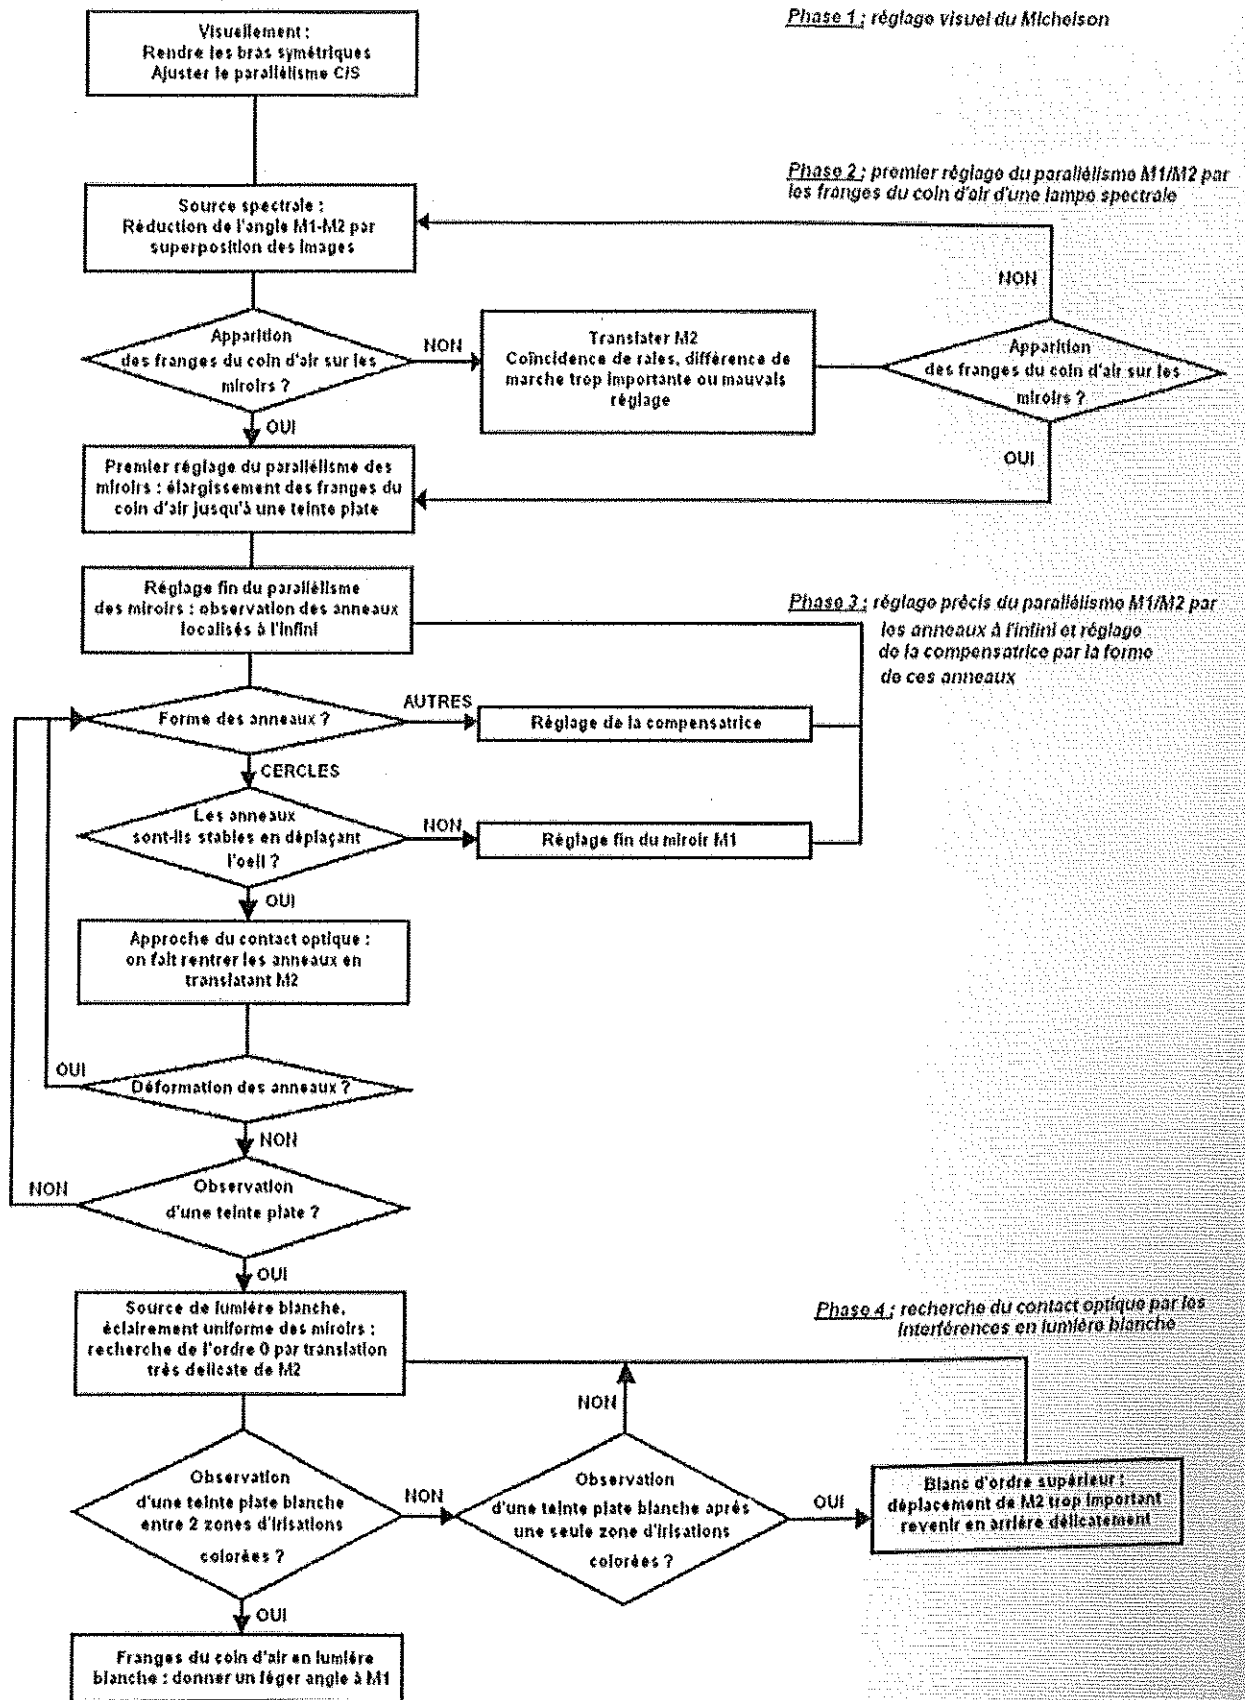 Phase 1 : réglage visuel du Michelson
Visuellement :
Rendre les bras symétriques
Ajuster le parallélisme C/S
Phase 2 : premier réglage du parallélisme M1/M2 par
les franges du coin d'air d'une lampe spectrale
Source spectrale :
Réduction de l'angle M1-M2 par
superposition des images
NON
Apparition
des franges du coin d'air sur les
miroirs ?
NON
Translater M2
Coïncidence de raies, différence de
marche trop importante ou mauvais
réglage
Apparition
des franges du coin d'air sur les
miroirs ?
OUI
OUI
Premier réglage du parallélisme des
miroirs : élargissement des franges du
coin d'air jusqu'à une teinte plate
Réglage fin du parallélisme
des miroirs : observation des anneaux
localisés à l'infini
Phase 3 : réglage précis du parallélisme M1/M2 par
les anneaux à l'infini et réglage
de la compensatrice par la forme
de ces anneaux
Forme des anneaux ?
AUTRES
Réglage de la compensatrice
CERCLES
Les anneaux
sont-ils stables en déplaçant
l'oeil ?
NON
Réglage fin du miroir M1
OUI
Approche du contact optique :
on fait rentrer les anneaux en
translatant M2
OUI
Déformation des anneaux ?
NON
NON
Observation
d'une teinte plate ?
OUI
Source de lumière blanche,
éclairement uniforme des miroirs :
recherche de l'ordre 0 par translation
très delicate de M2
Phase 4 : recherche du contact optique par les
interférences en lumière blanche
NON
Observation
d'une teinte plate blanche
entre 2 zones d'irisations
colorées ?
NON
Observation
d'une teinte plate blanche après
une seule zone d'irisations
colorées ?
OUI
Blanc d'ordre supérieur :
déplacement de M2 trop important
revenir en arrière délicatement
OUI
Franges du coin d'air en lumière
blanche : donner un léger angle à M1